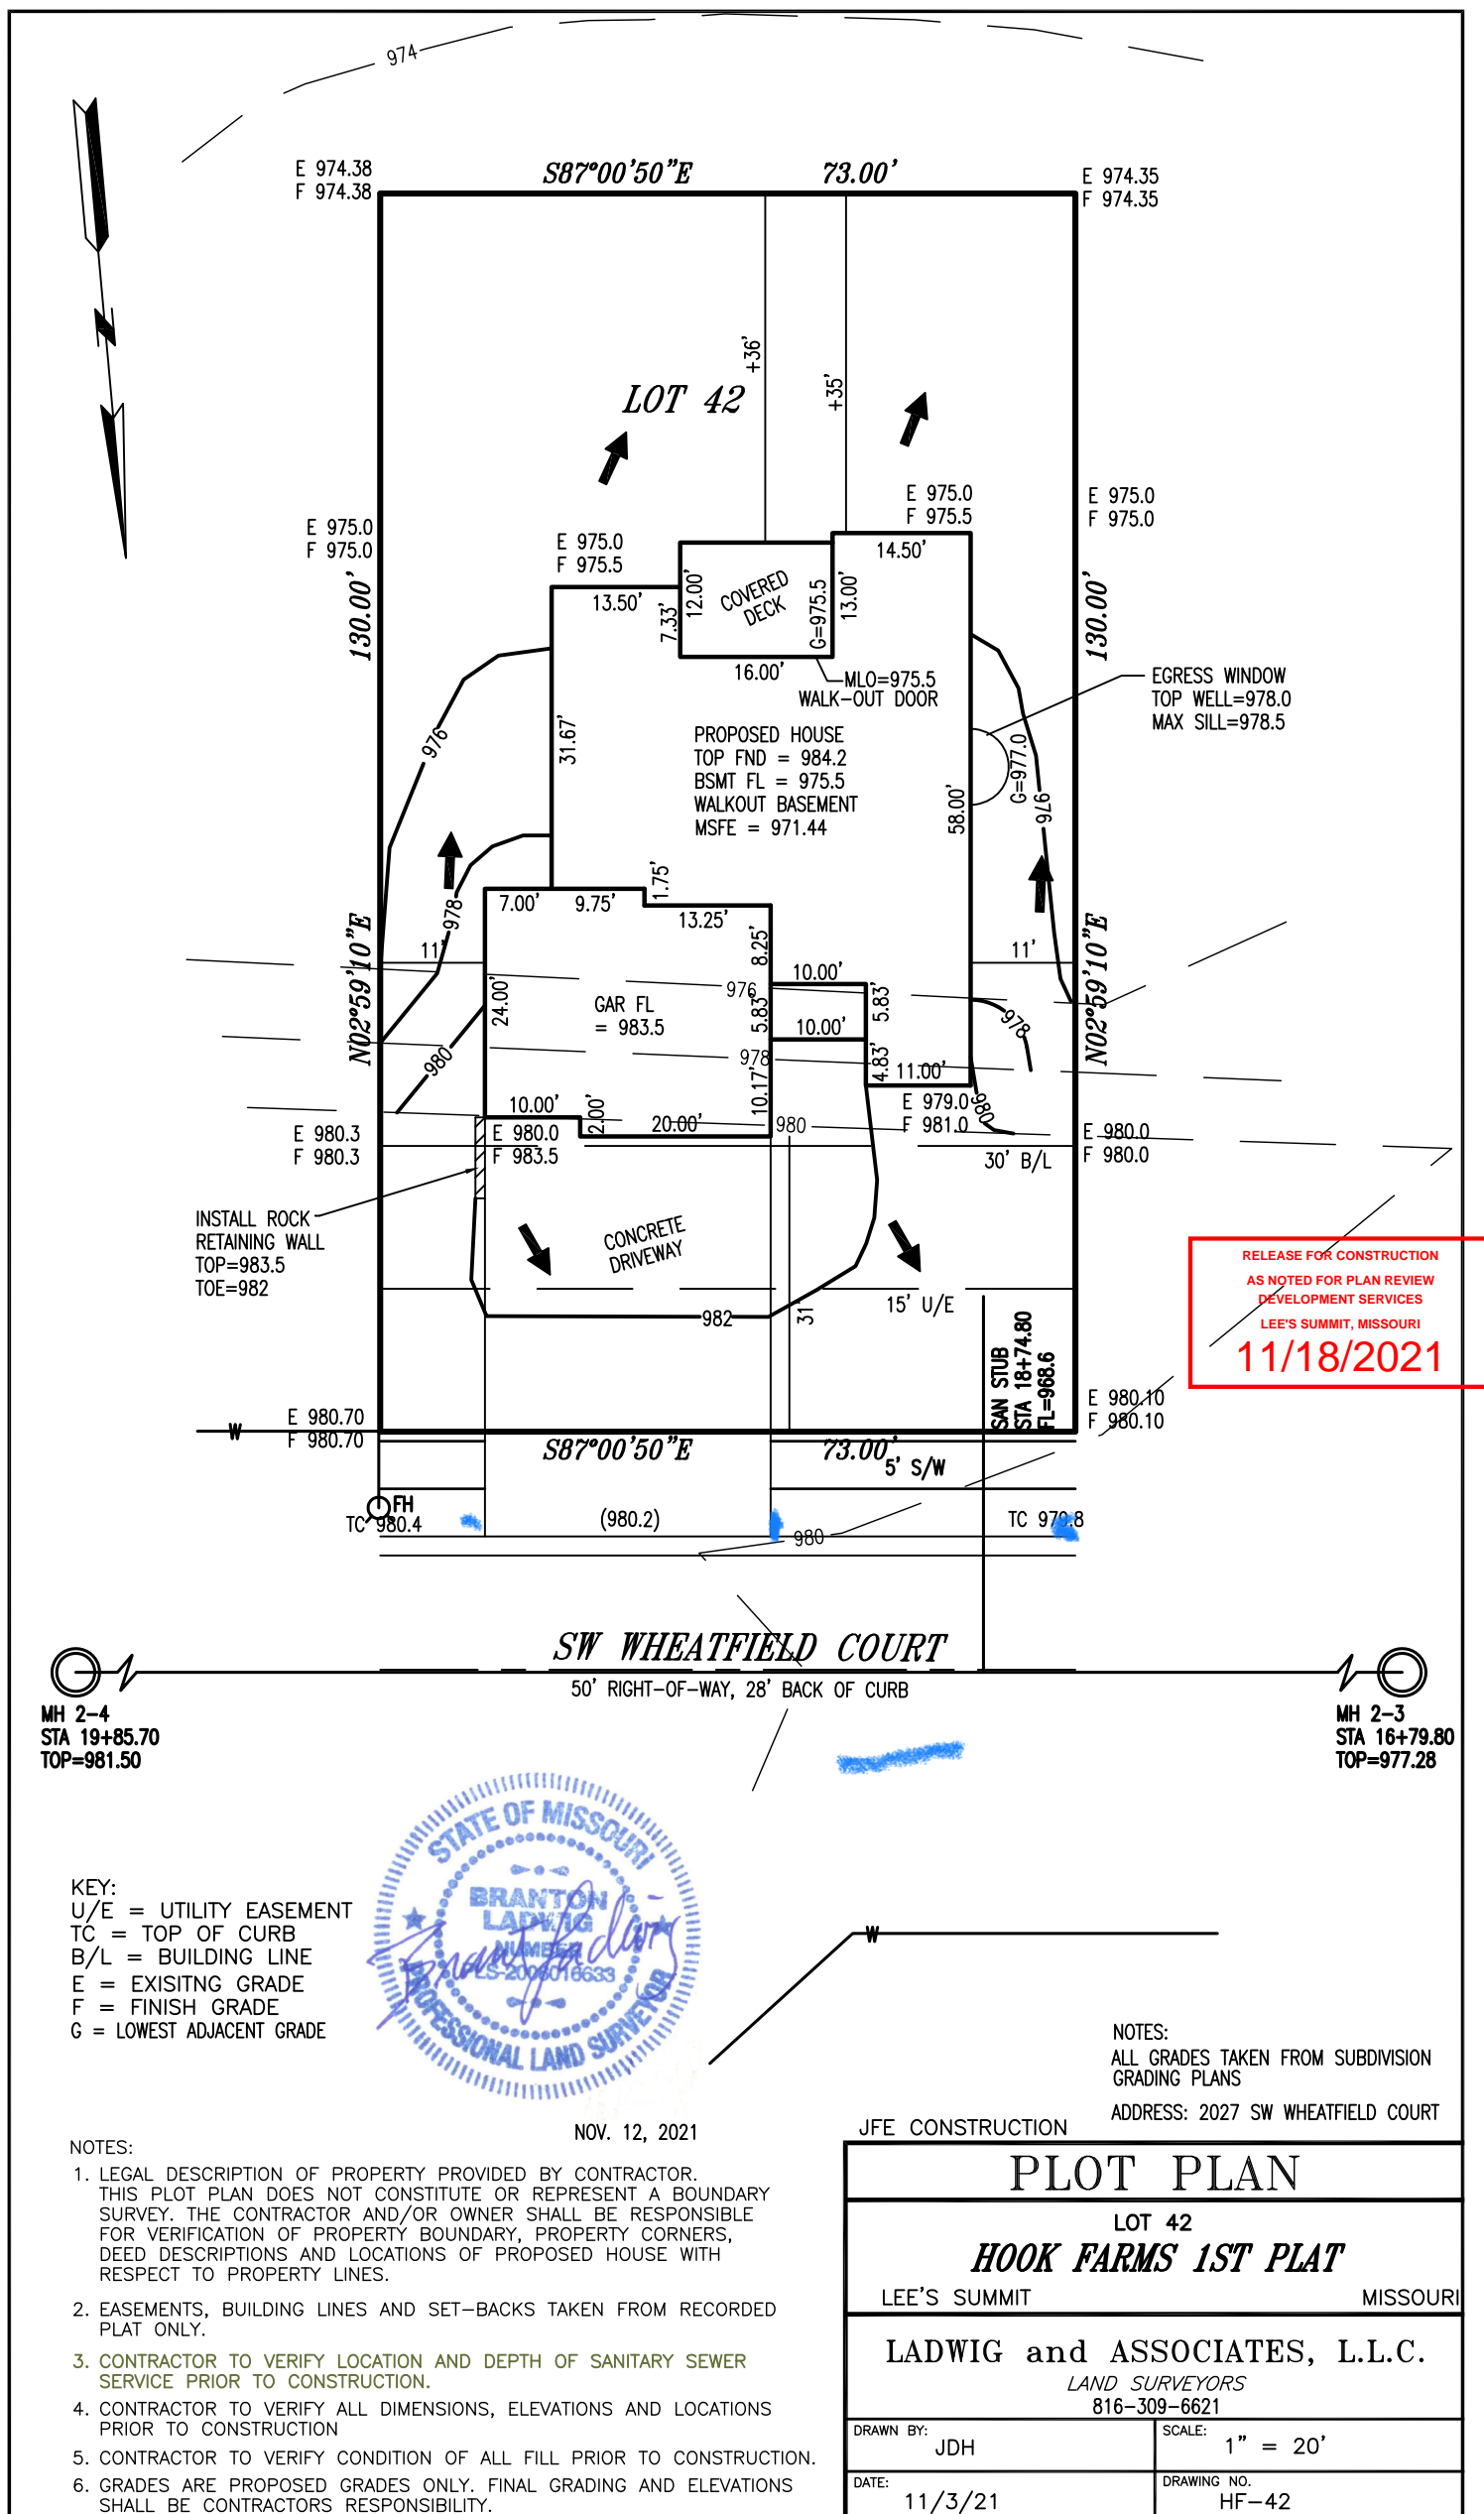 974
E 974.38
F 974.38
S87°00'50"E 73.00'
E 974.35
F 974.35
+36'
+35'
LOT 42
E 975.0
F 975.0
E 975.0
F 975.5
E 975.0
F 975.5
E 975.0
F 975.0
13.50'
7.33'
12.00'
COVERED
DECK
G=975.5
13.00'
14.50'
130.00'
130.00'
16.00'
MLO=975.5
WALK-OUT DOOR
EGRESS WINDOW
TOP WELL=978.0
MAX SILL=978.5
976
31.67'
PROPOSED HOUSE
TOP FND = 984.2
BSMT FL = 975.5
WALKOUT BASEMENT
MSFE = 971.44
58.00'
G=977.0
976
978
7.00'
9.75'
1.75'
13.25'
8.25'
N02°59'10"E
N02°59'10"E
11'
11'
24.00'
GAR FL
= 983.5
976
10.00'
5.83'
5.83'
978
980
978
10.00'
4.83'
11.00'
10.17'
980
10.00'
2.00'
20.00'
980
E 979.0
F 981.0
E 980.3
F 980.3
E 980.0
F 983.5
E 980.0
F 980.0
30' B/L
INSTALL ROCK
RETAINING WALL
TOP=983.5
TOE=982
CONCRETE
DRIVEWAY
982
31'
15' U/E
RELEASE FOR CONSTRUCTION
AS NOTED FOR PLAN REVIEW
DEVELOPMENT SERVICES
LEE'S SUMMIT, MISSOURI
11/18/2021
SAN STUB
STA 18+74.80
FL=968.6
E 980.70
F 980.70
E 980.10
F 980.10
W
S87°00'50"E 73.00'
5' S/W
FH
TC 980.4
(980.2)
TC 979.8
980
SW WHEATFIELD COURT
50' RIGHT-OF-WAY, 28' BACK OF CURB
MH 2-4
STA 19+85.70
TOP=981.50
MH 2-3
STA 16+79.80
TOP=977.28
KEY:
U/E = UTILITY EASEMENT
TC = TOP OF CURB
B/L = BUILDING LINE
E = EXISITNG GRADE
F = FINISH GRADE
G = LOWEST ADJACENT GRADE
STATE OF MISSOURI
BRANTON
LADWIG
NUMBER
LS-2006016633
PROFESSIONAL LAND SURVEYOR
Brant Ladwig
W
NOTES:
ALL GRADES TAKEN FROM SUBDIVISION
GRADING PLANS
ADDRESS: 2027 SW WHEATFIELD COURT
NOV. 12, 2021
JFE CONSTRUCTION
NOTES:
1. LEGAL DESCRIPTION OF PROPERTY PROVIDED BY CONTRACTOR.
THIS PLOT PLAN DOES NOT CONSTITUTE OR REPRESENT A BOUNDARY
SURVEY. THE CONTRACTOR AND/OR OWNER SHALL BE RESPONSIBLE
FOR VERIFICATION OF PROPERTY BOUNDARY, PROPERTY CORNERS,
DEED DESCRIPTIONS AND LOCATIONS OF PROPOSED HOUSE WITH
RESPECT TO PROPERTY LINES.
2. EASEMENTS, BUILDING LINES AND SET-BACKS TAKEN FROM RECORDED
PLAT ONLY.
3. CONTRACTOR TO VERIFY LOCATION AND DEPTH OF SANITARY SEWER
SERVICE PRIOR TO CONSTRUCTION.
4. CONTRACTOR TO VERIFY ALL DIMENSIONS, ELEVATIONS AND LOCATIONS
PRIOR TO CONSTRUCTION
5. CONTRACTOR TO VERIFY CONDITION OF ALL FILL PRIOR TO CONSTRUCTION.
6. GRADES ARE PROPOSED GRADES ONLY. FINAL GRADING AND ELEVATIONS
SHALL BE CONTRACTORS RESPONSIBILITY.
PLOT PLAN
LOT 42
HOOK FARMS 1ST PLAT
LEE'S SUMMIT MISSOURI
LADWIG and ASSOCIATES, L.L.C.
LAND SURVEYORS
816-309-6621
DRAWN BY: JDH
SCALE: 1" = 20'
DATE: 11/3/21
DRAWING NO. HF-42